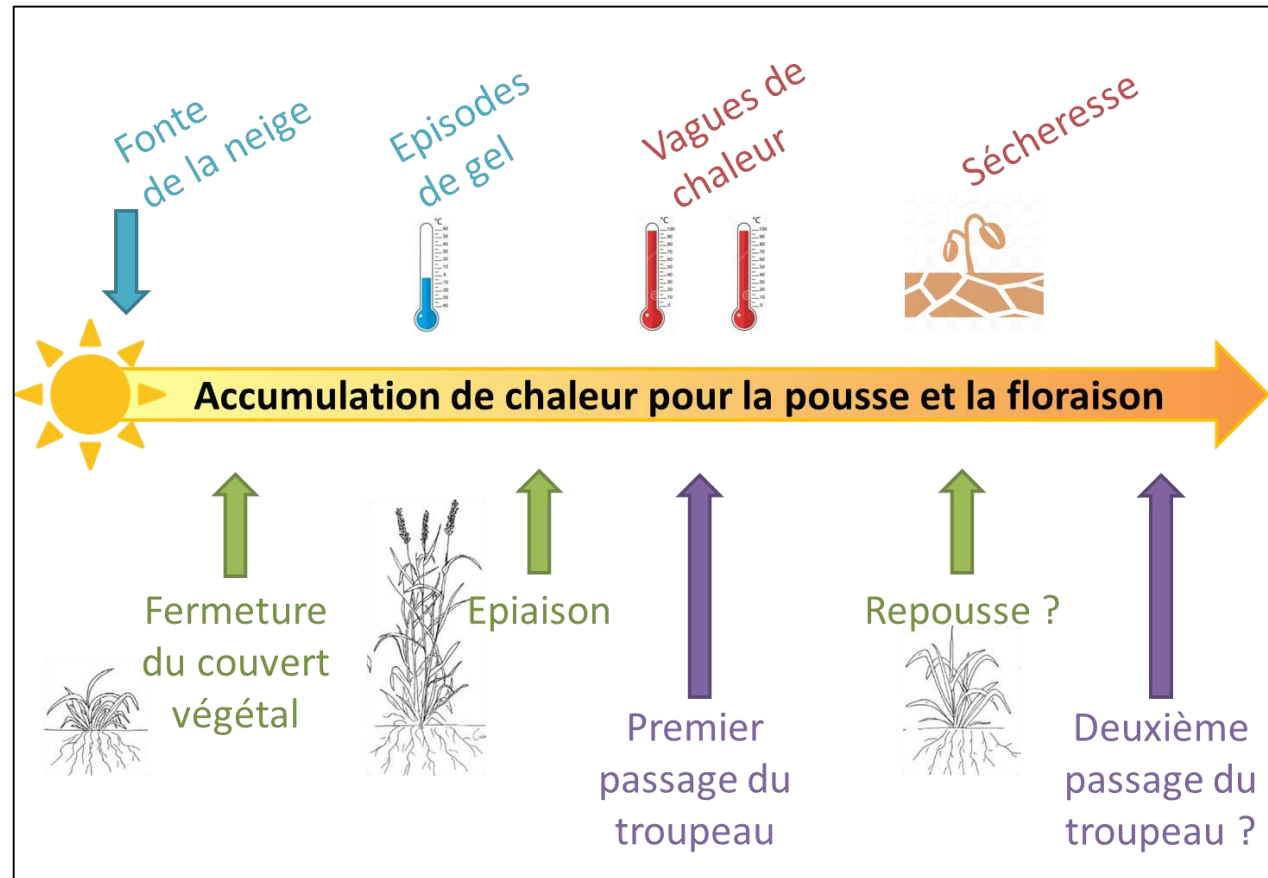 Fonte
de la neige
Episodes
de gel
Vagues de
chaleur
Sécheresse
°C
°C
°C
Accumulation de chaleur pour la pousse et la floraison
Fermeture
du couvert
végétal
Epiaison
Repousse ?
Premier
passage du
troupeau
Deuxième
passage du
troupeau ?